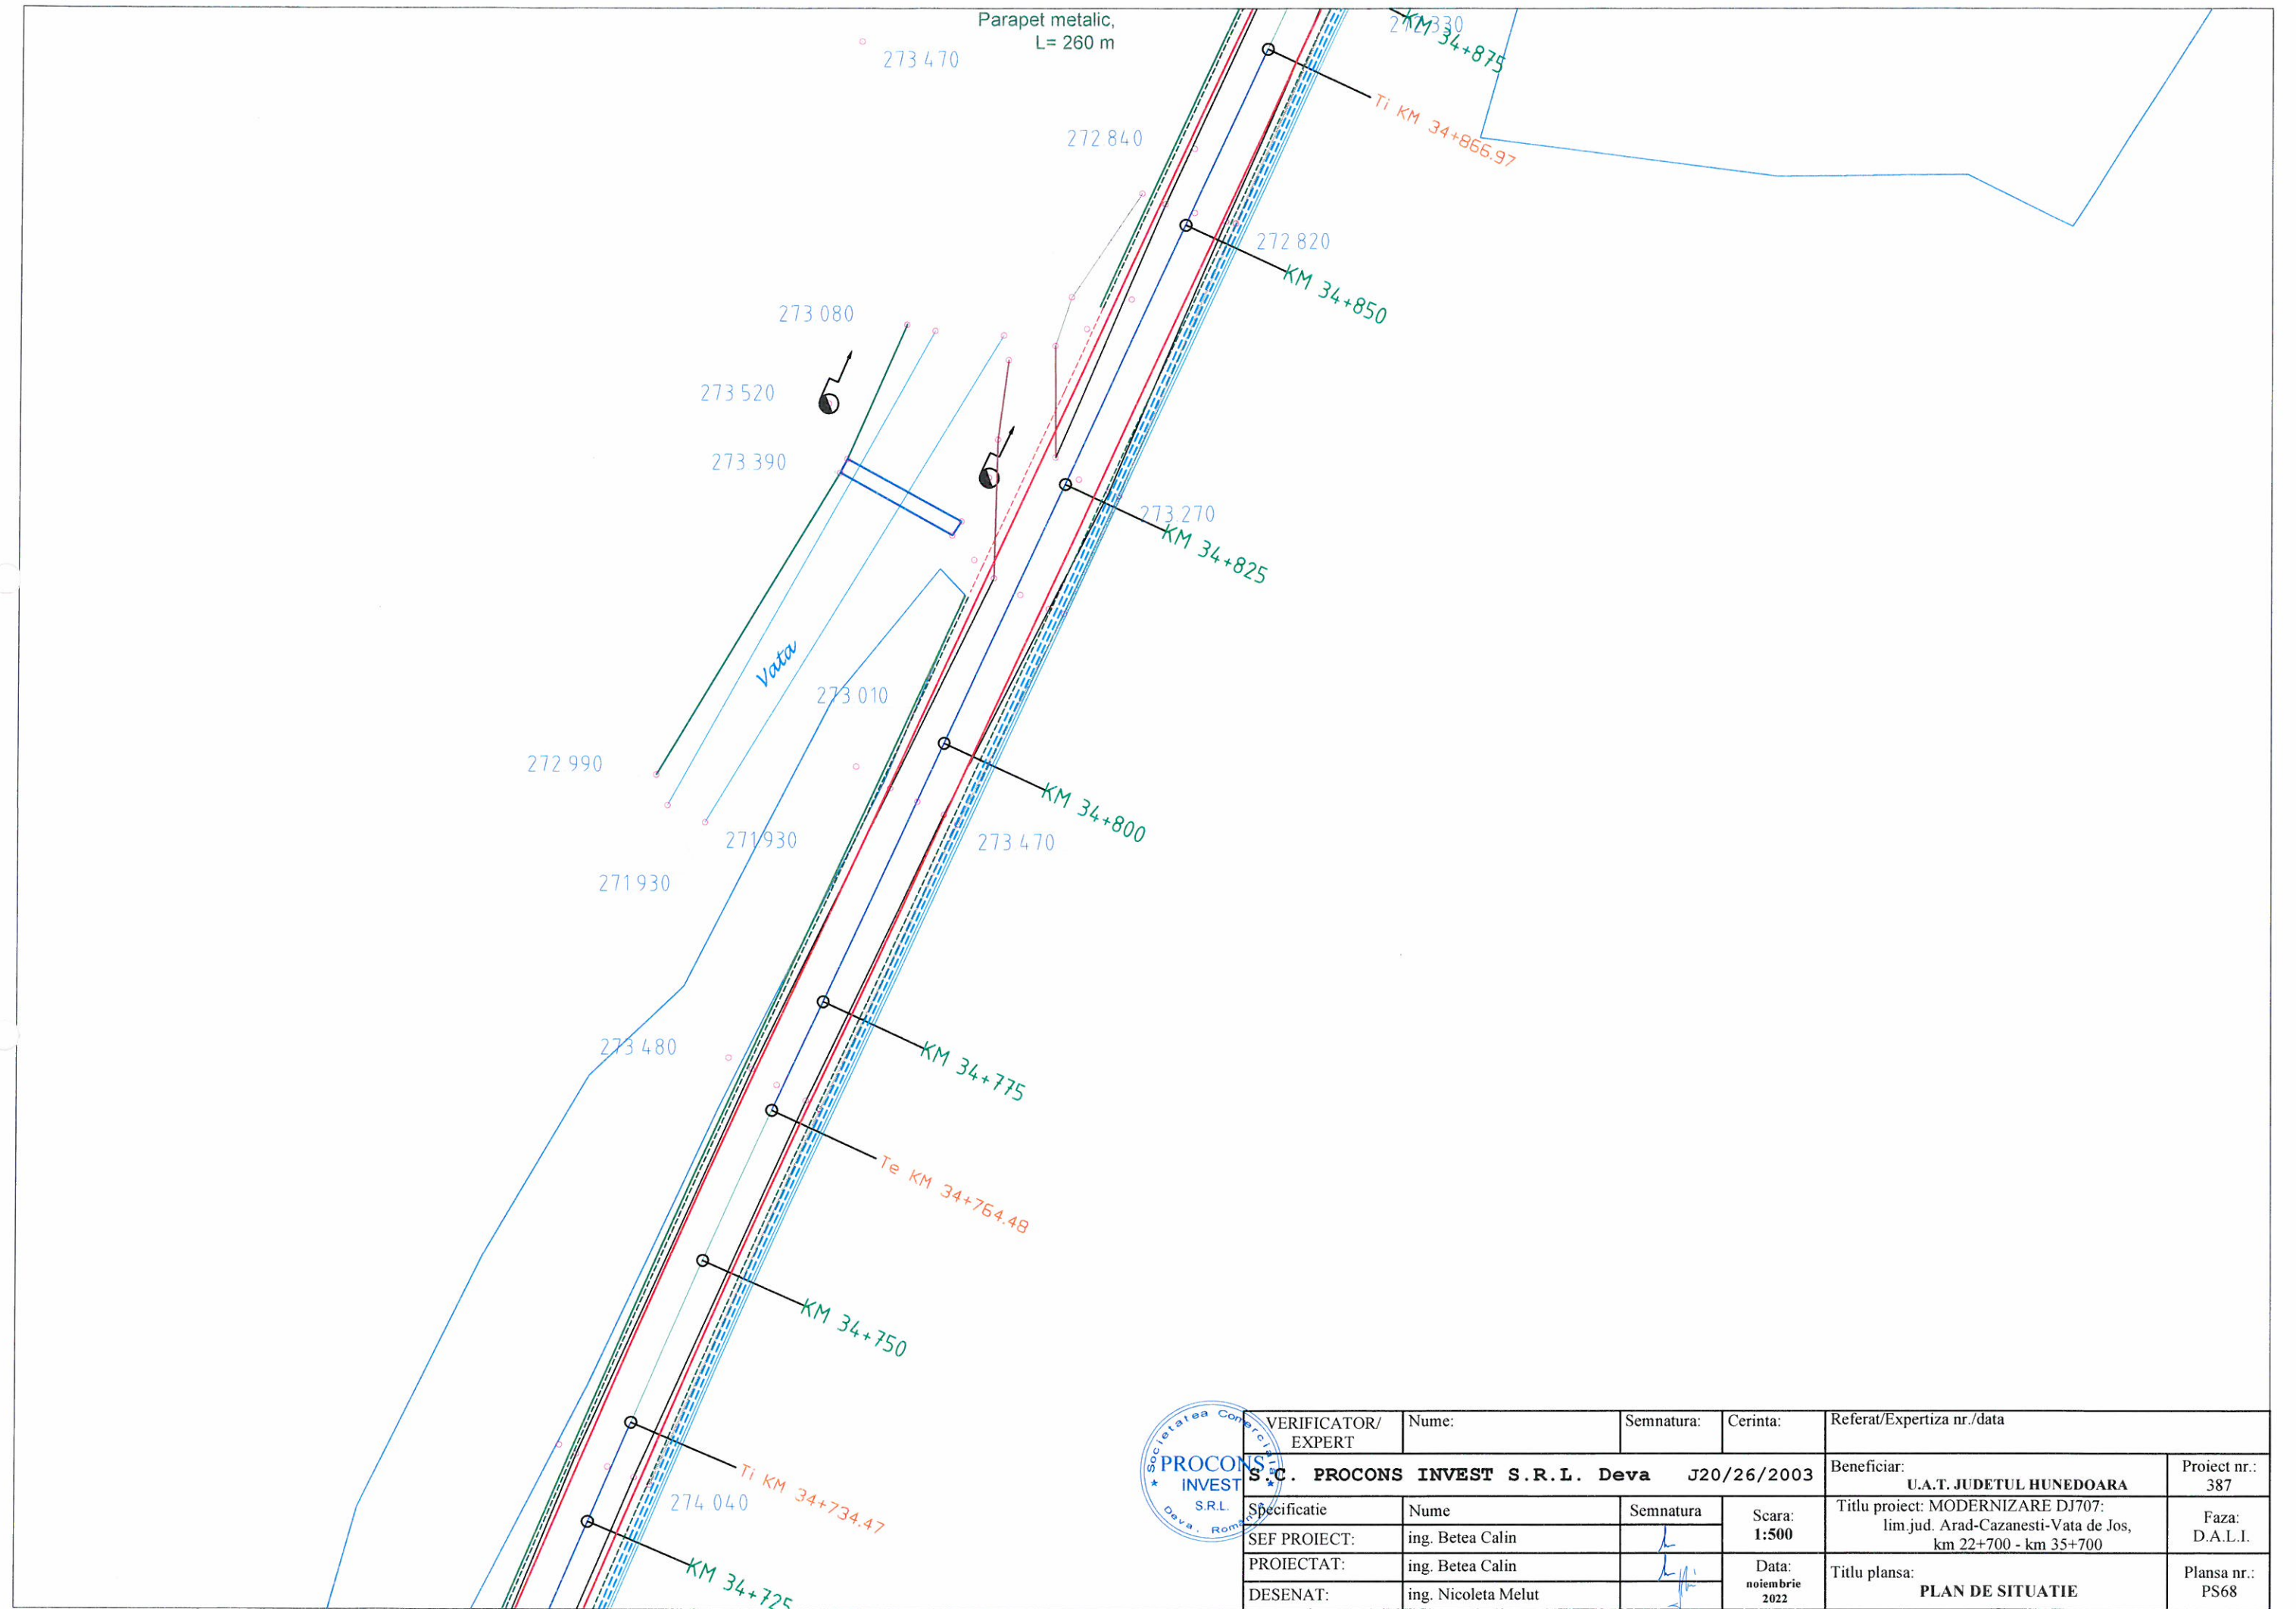 Parapet metalic,
L= 260 m
KM 34+875
273 470
Ti KM 34+866.97
272 840
272 820
KM 34+850
273 080
273 520
273 390
273.270
KM 34+825
Vata
273 010
272 990
KM 34+800
271 930
273 470
271 930
273 480
KM 34+775
Te KM 34+764.48
KM 34+750
Ti KM 34+734.47
274 040
KM 34+725
Societatea Comerciala
PROCONS
INVEST
S.R.L.
Deva. Romania
VERIFICATOR/
EXPERT
Nume:
Semnatura:
Cerinta:
Referat/Expertiza nr./data
S.C. PROCONS INVEST S.R.L. Deva J20/26/2003
Beneficiar:
U.A.T. JUDETUL HUNEDOARA
Proiect nr.:
387
Specificatie
Nume
Semnatura
Scara:
1:500
Titlu proiect: MODERNIZARE DJ707:
lim.jud. Arad-Cazanesti-Vata de Jos,
km 22+700 - km 35+700
Faza:
D.A.L.I.
SEF PROIECT:
ing. Betea Calin
PROIECTAT:
ing. Betea Calin
Data:
noiembrie
2022
Titlu plansa:
PLAN DE SITUATIE
Plansa nr.:
PS68
DESENAT:
ing. Nicoleta Melut